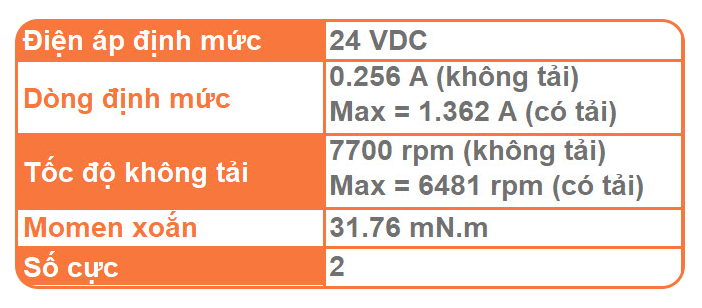 Điện áp định mức 24 VDC
Dòng định mức 0.256 A (không tải)
Max = 1.362 A (có tải)
Tốc độ không tải 7700 rpm (không tải)
Max = 6481 rpm (có tải)
Momen xoắn 31.76 mN.m
Số cực 2